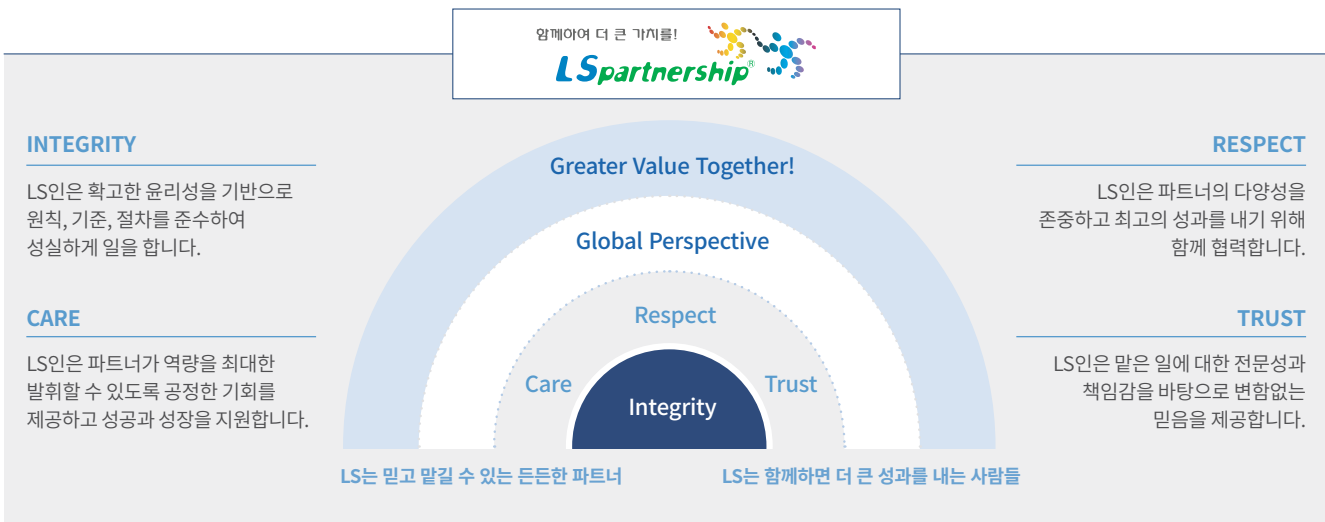 함께하여 더 큰 가치를!
LSpartnership®
INTEGRITY
LS인은 확고한 윤리성을 기반으로
원칙, 기준, 절차를 준수하여
성실하게 일을 합니다.
CARE
LS인은 파트너가 역량을 최대한
발휘할 수 있도록 공정한 기회를
제공하고 성공과 성장을 지원합니다.
Greater Value Together!
Global Perspective
Respect
Care
Trust
Integrity
LS는 믿고 맡길 수 있는 든든한 파트너
LS는 함께하면 더 큰 성과를 내는 사람들
RESPECT
LS인은 파트너의 다양성을
존중하고 최고의 성과를 내기 위해
함께 협력합니다.
TRUST
LS인은 맡은 일에 대한 전문성과
책임감을 바탕으로 변함없는
믿음을 제공합니다.